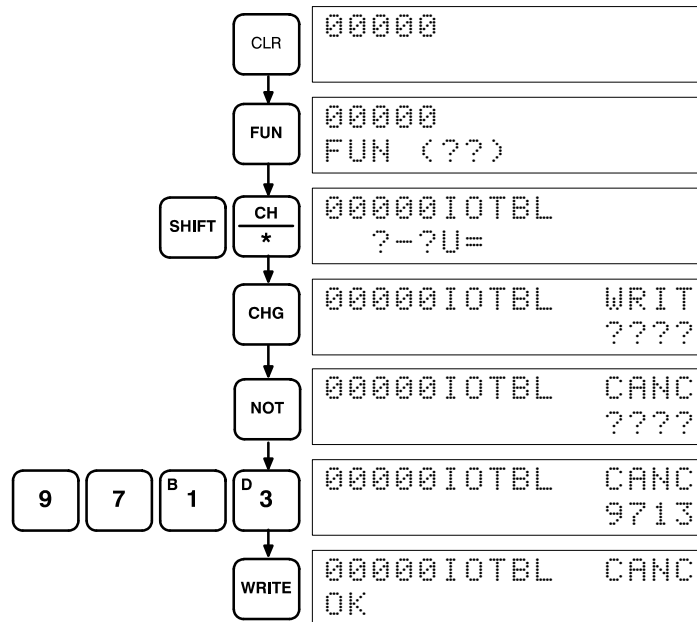 CLR
00000
FUN
00000
FUN (??)
SHIFT
CH
*
00000IOTBL
?-?U=
CHG
00000IOTBL WRIT
????
NOT
00000IOTBL CANC
????
9
7
B
1
D
3
00000IOTBL CANC
9713
WRITE
00000IOTBL CANC
OK